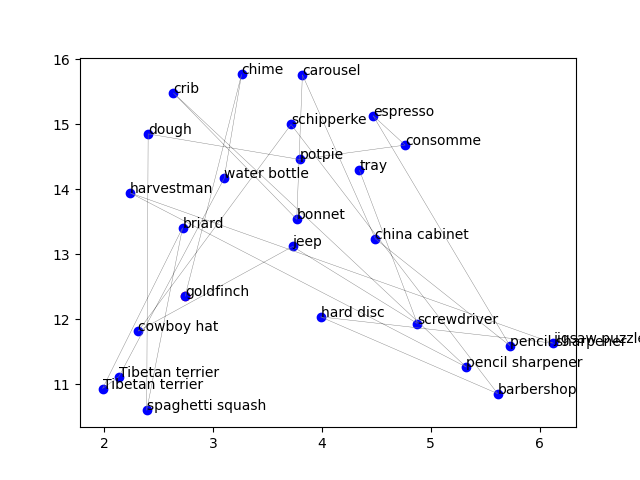 16
chime
carousel
crib
15
espresso
schipperke
dough
consomme
potpie
14
tray
water bottle
harvestman
bonnet
briard
china cabinet
13
jeep
goldfinch
12
hard disc
screwdriver
cowboy hat
pencil sharpener
jigsaw puzzle
11
Tibetan terrier
pencil sharpener
Tibetan terrier
barbershop
spaghetti squash
2 3 4 5 6